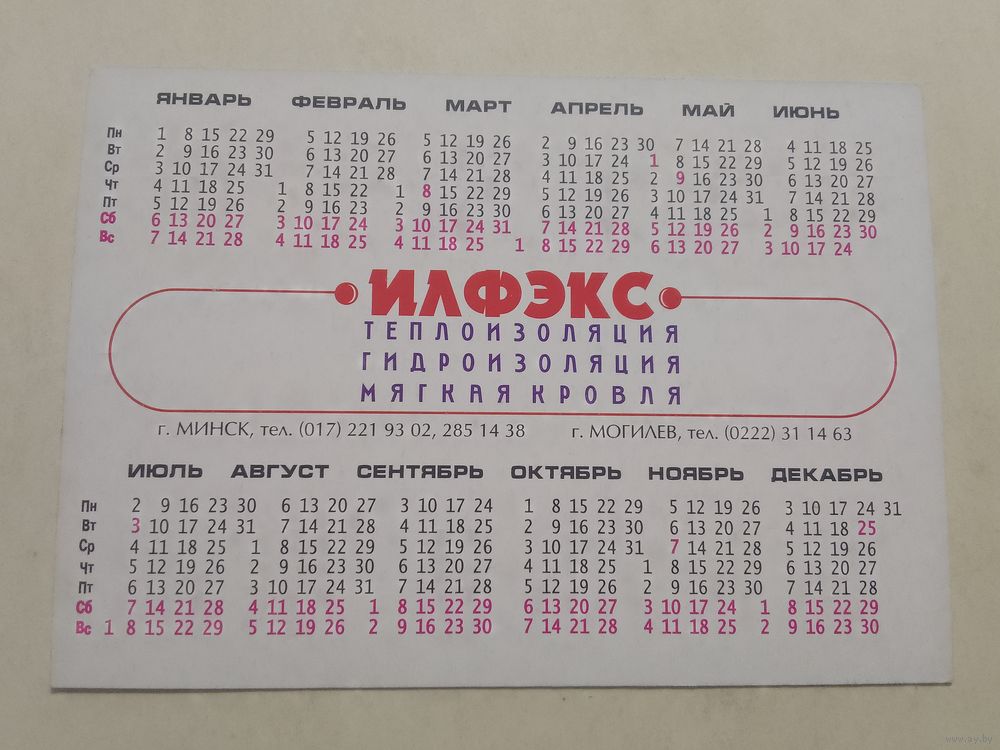 ЯНВАРЬ ФЕВРАЛЬ МАРТ АПРЕЛЬ МАЙ ИЮНЬ
Пн 1 8 15 22 29 5 12 19 26 5 12 19 26 2 9 16 23 30 7 14 21 28 4 11 18 25
Вт 2 9 16 23 30 6 13 20 27 6 13 20 27 3 10 17 24 1 8 15 22 29 5 12 19 26
Ср 3 10 17 24 31 7 14 21 28 7 14 21 28 4 11 18 25 2 9 16 23 30 6 13 20 27
Чт 4 11 18 25 1 8 15 22 1 8 15 22 29 5 12 19 26 3 10 17 24 31 7 14 21 28
Пт 5 12 19 26 2 9 16 23 2 9 16 23 30 6 13 20 27 4 11 18 25 1 8 15 22 29
Сб 6 13 20 27 3 10 17 24 3 10 17 24 31 7 14 21 28 5 12 19 26 2 9 16 23 30
Вс 7 14 21 28 4 11 18 25 4 11 18 25 1 8 15 22 29 6 13 20 27 3 10 17 24
ИЛФЭКС
ТЕПЛОИЗОЛЯЦИЯ
ГИДРОИЗОЛЯЦИЯ
МЯГКАЯ КРОВЛЯ
г. МИНСК, тел. (017) 221 93 02, 285 14 38 г. МОГИЛЕВ, тел. (0222) 31 14 63
ИЮЛЬ АВГУСТ СЕНТЯБРЬ ОКТЯБРЬ НОЯБРЬ ДЕКАБРЬ
Пн 2 9 16 23 30 6 13 20 27 3 10 17 24 1 8 15 22 29 5 12 19 26 3 10 17 24 31
Вт 3 10 17 24 31 7 14 21 28 4 11 18 25 2 9 16 23 30 6 13 20 27 4 11 18 25
Ср 4 11 18 25 1 8 15 22 29 5 12 19 26 3 10 17 24 31 7 14 21 28 5 12 19 26
Чт 5 12 19 26 2 9 16 23 30 6 13 20 27 4 11 18 25 1 8 15 22 29 6 13 20 27
Пт 6 13 20 27 3 10 17 24 31 7 14 21 28 5 12 19 26 2 9 16 23 30 7 14 21 28
Сб 7 14 21 28 4 11 18 25 1 8 15 22 29 6 13 20 27 3 10 17 24 1 8 15 22 29
Вс 1 8 15 22 29 5 12 19 26 2 9 16 23 30 7 14 21 28 4 11 18 25 2 9 16 23 30
www.ay.by